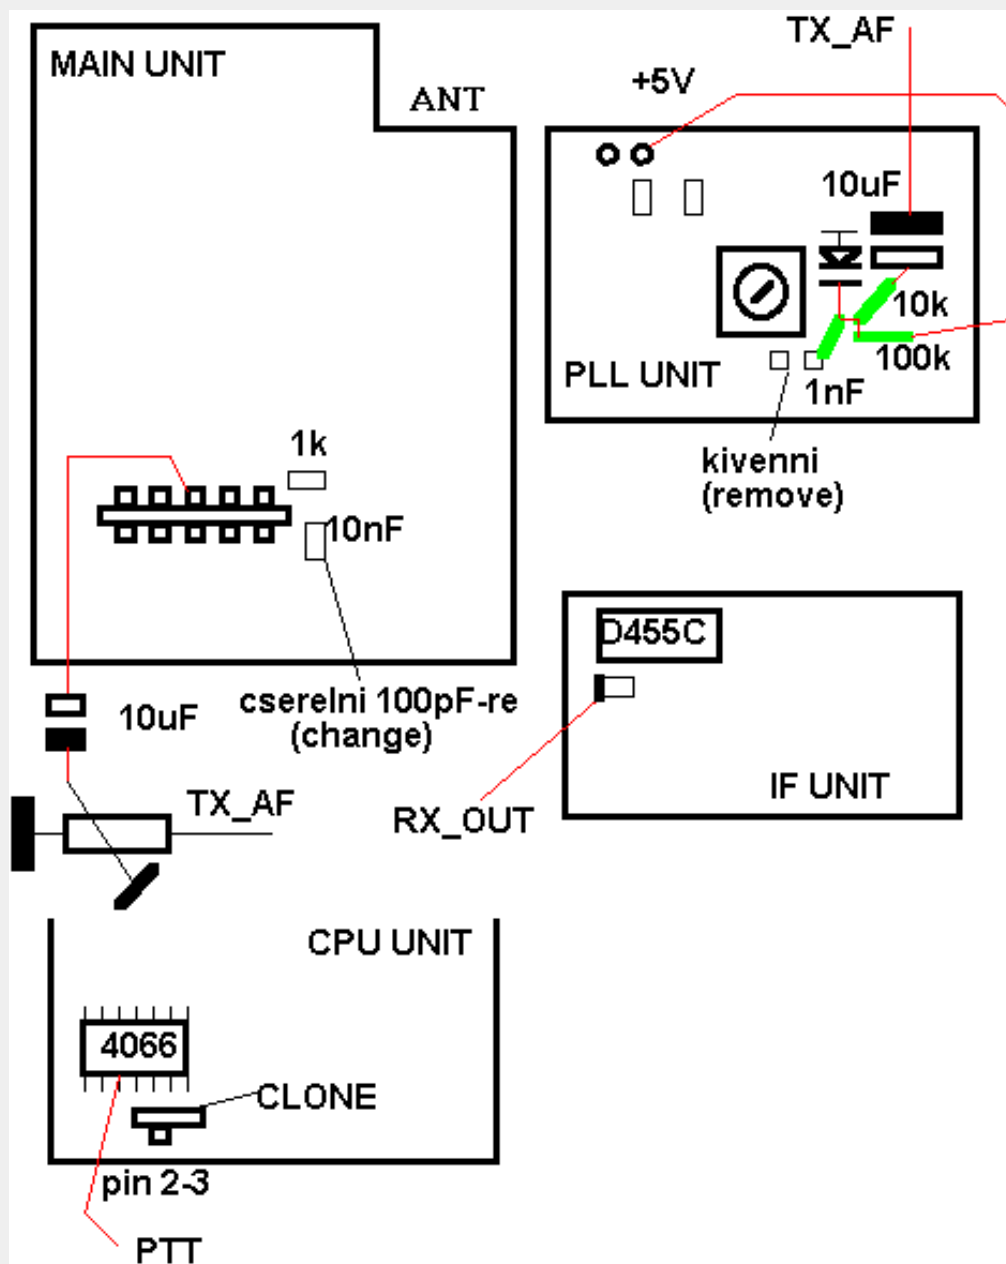 MAIN UNIT
ANT
TX_AF
+5V
10uF
10k
100k
1nF
PLL UNIT
kivenni
(remove)
1k
10nF
cserelni 100pF-re
(change)
10uF
TX_AF
D455C
IF UNIT
RX_OUT
CPU UNIT
4066
CLONE
pin 2-3
PTT